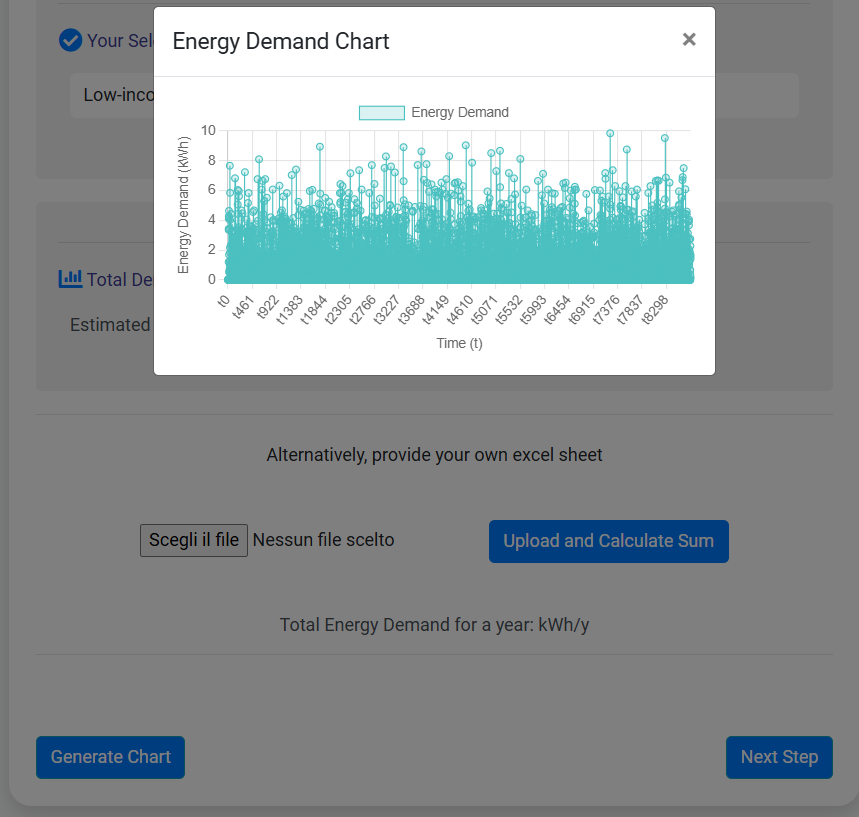 Energy Demand Chart
×
Your Sel
Low-inco
Energy Demand
Energy Demand (kWh)
10
8
6
4
2
0
t0 t461 t922 t1383 t1844 t2305 t2766 t3227 t3688 t4149 t4610 t5071 t5532 t5993 t6454 t6915 t7376 t7837 t8298
Time (t)
Total De
Estimated
Alternatively, provide your own excel sheet
Scegli il file Nessun file scelto
Upload and Calculate Sum
Total Energy Demand for a year: kWh/y
Generate Chart
Next Step